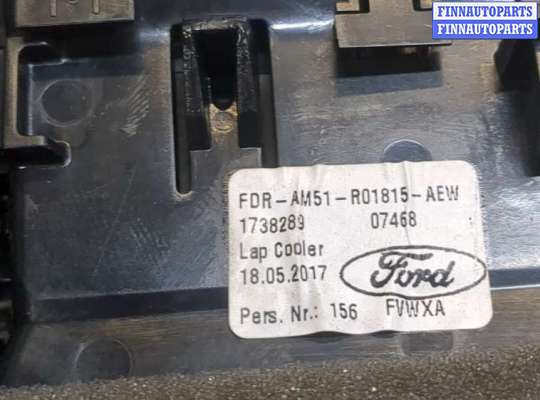 FINNAUTOPARTS
FINNAUTOPARTS
FDR-AM51-R01815-AEW
1738289 07468
Lap Cooler
18.05.2017 Ford
Pers. Nr.: 156 FVWXA